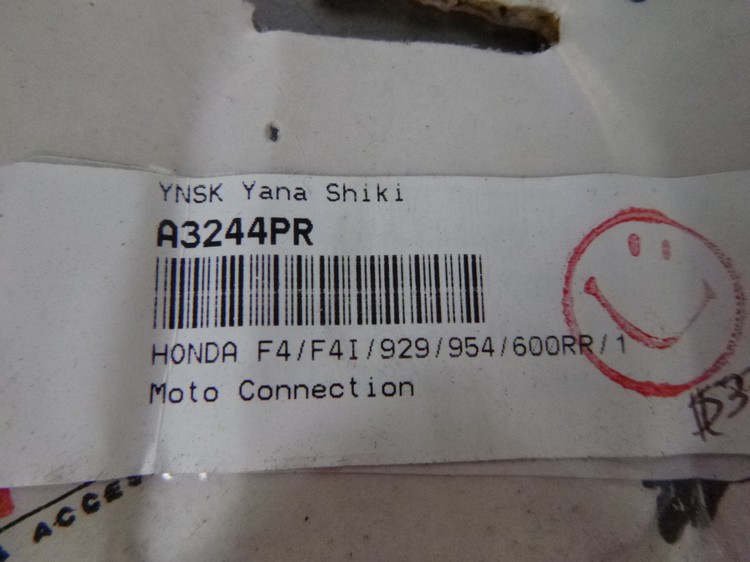 YNSK Yana Shiki
A3244PR
HONDA F4/F4I/929/954/600RR/1
Moto Connection